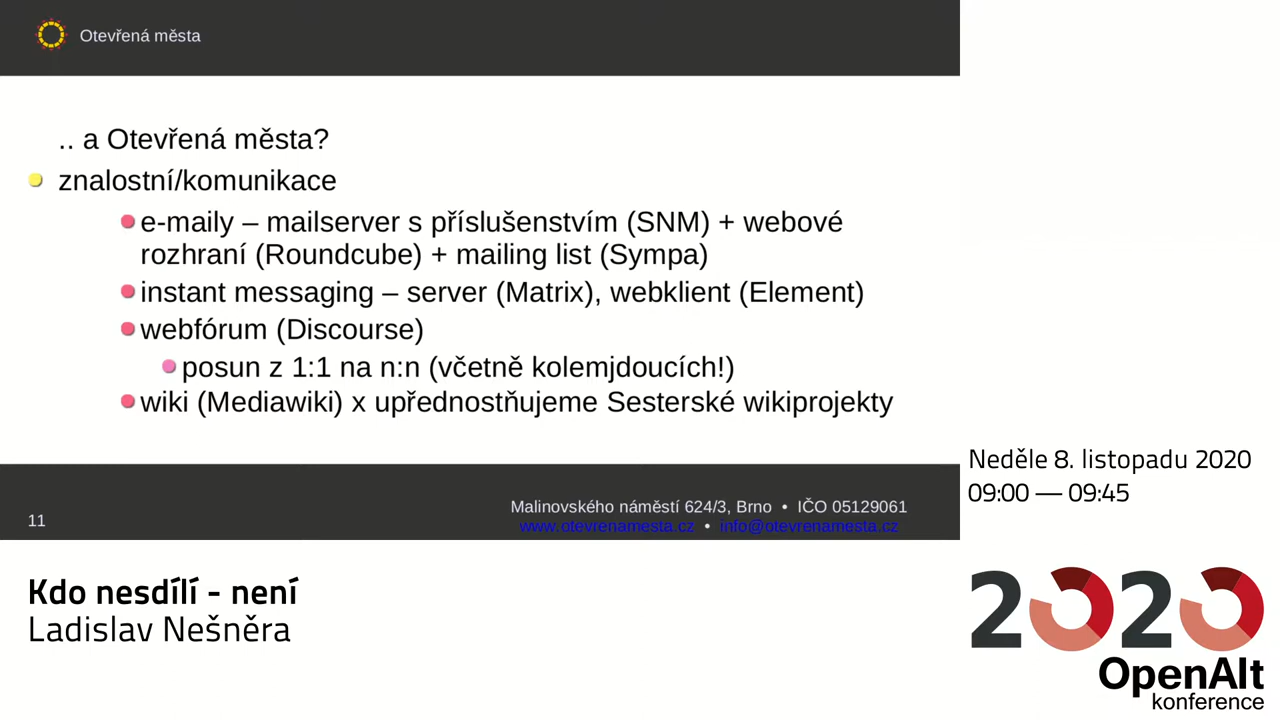 Otevřená města
.. a Otevřená města?
znalostní/komunikace
e-maily – mailserver s příslušenstvím (SNM) + webové
rozhraní (Roundcube) + mailing list (Sympa)
instant messaging – server (Matrix), webklient (Element)
webfórum (Discourse)
posun z 1:1 na n:n (včetně kolemjdoucích!)
wiki (Mediawiki) x upřednostňujeme Sesterské wikiprojekty
11
Malinovského náměstí 624/3, Brno • IČO 05129061
www.otevrenamesta.cz • info@otevrenamesta.cz
Neděle 8. listopadu 2020
09:00 — 09:45
Kdo nesdílí - není
Ladislav Nešněra
2020
OpenAlt
konference